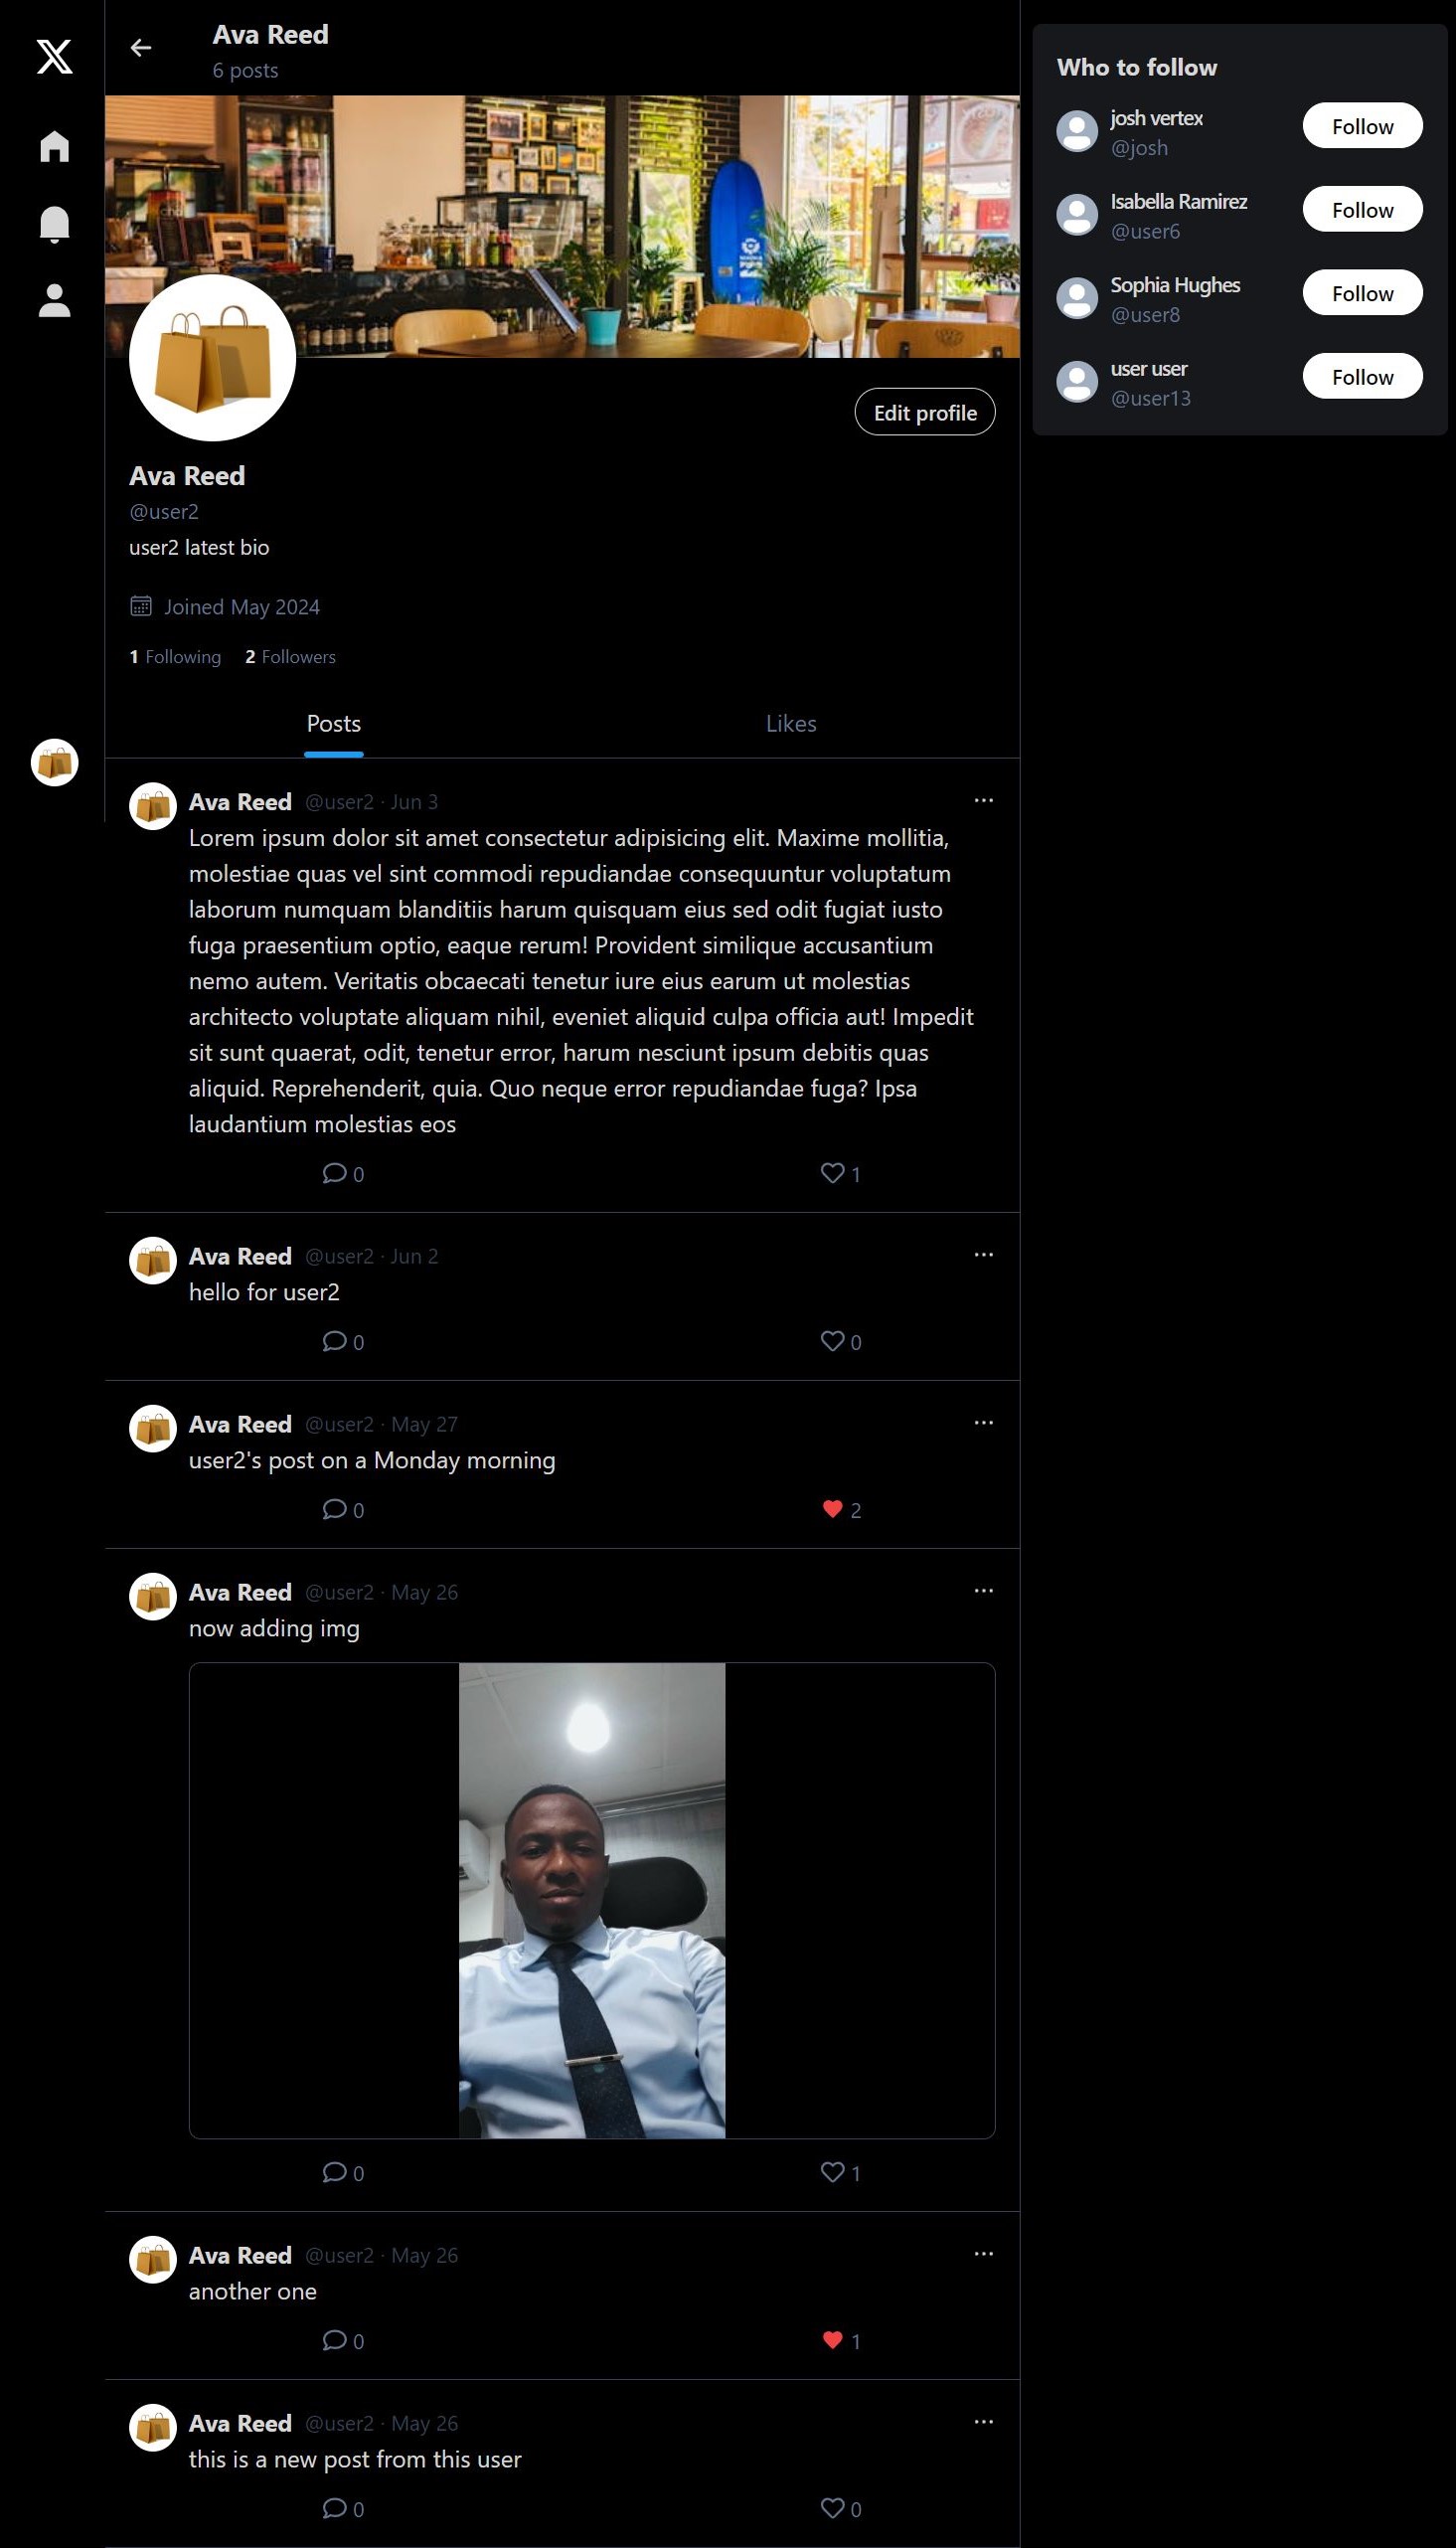 Ava Reed
6 posts
Edit profile
Ava Reed
@user2
user2 latest bio
Joined May 2024
1 Following 2 Followers
Posts Likes
Ava Reed @user2 · Jun 3
Lorem ipsum dolor sit amet consectetur adipisicing elit. Maxime mollitia,
molestiae quas vel sint commodi repudiandae consequuntur voluptatum
laborum numquam blanditiis harum quisquam eius sed odit fugiat iusto
fuga praesentium optio, eaque rerum! Provident similique accusantium
nemo autem. Veritatis obcaecati tenetur iure eius earum ut molestias
architecto voluptate aliquam nihil, eveniet aliquid culpa officia aut! Impedit
sit sunt quaerat, odit, tenetur error, harum nesciunt ipsum debitis quas
aliquid. Reprehenderit, quia. Quo neque error repudiandae fuga? Ipsa
laudantium molestias eos
0 1
Ava Reed @user2 · Jun 2
hello for user2
0 0
Ava Reed @user2 · May 27
user2's post on a Monday morning
0 2
Ava Reed @user2 · May 26
now adding img
0 1
Ava Reed @user2 · May 26
another one
0 1
Ava Reed @user2 · May 26
this is a new post from this user
0 0
Who to follow
josh vertex
@josh
Follow
Isabella Ramirez
@user6
Follow
Sophia Hughes
@user8
Follow
user user
@user13
Follow